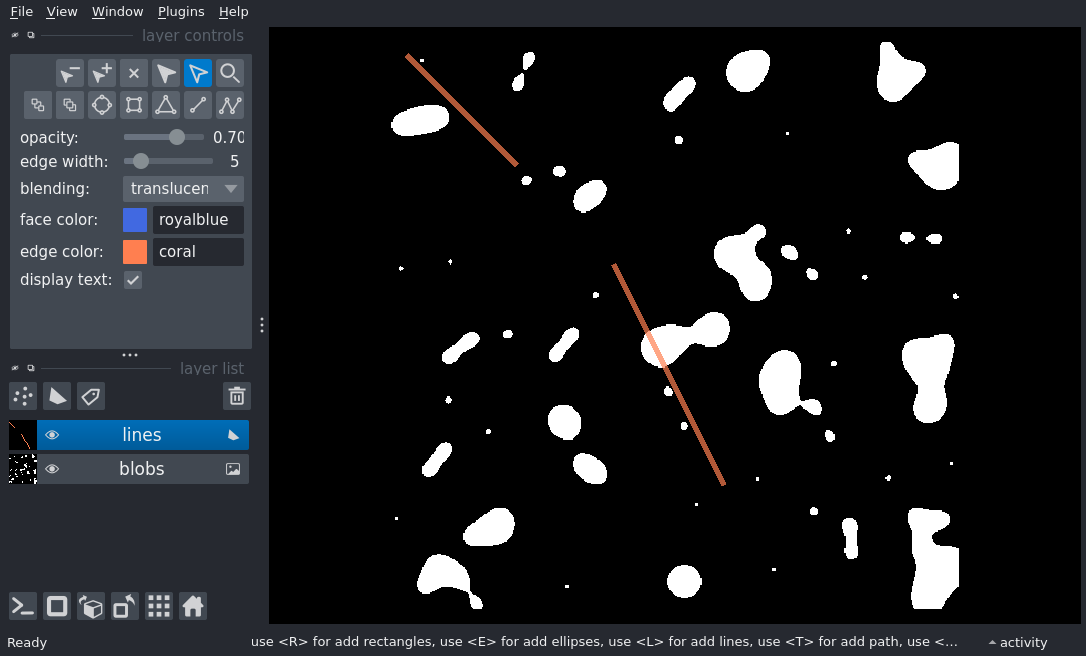 File View Window Plugins Help
layer controls
opacity: 0.70
edge width: 5
blending: translucen
face color: royalblue
edge color: coral
display text:
layer list
lines
blobs
Ready use <R> for add rectangles, use <E> for add ellipses, use <L> for add lines, use <T> for add path, use <... activity